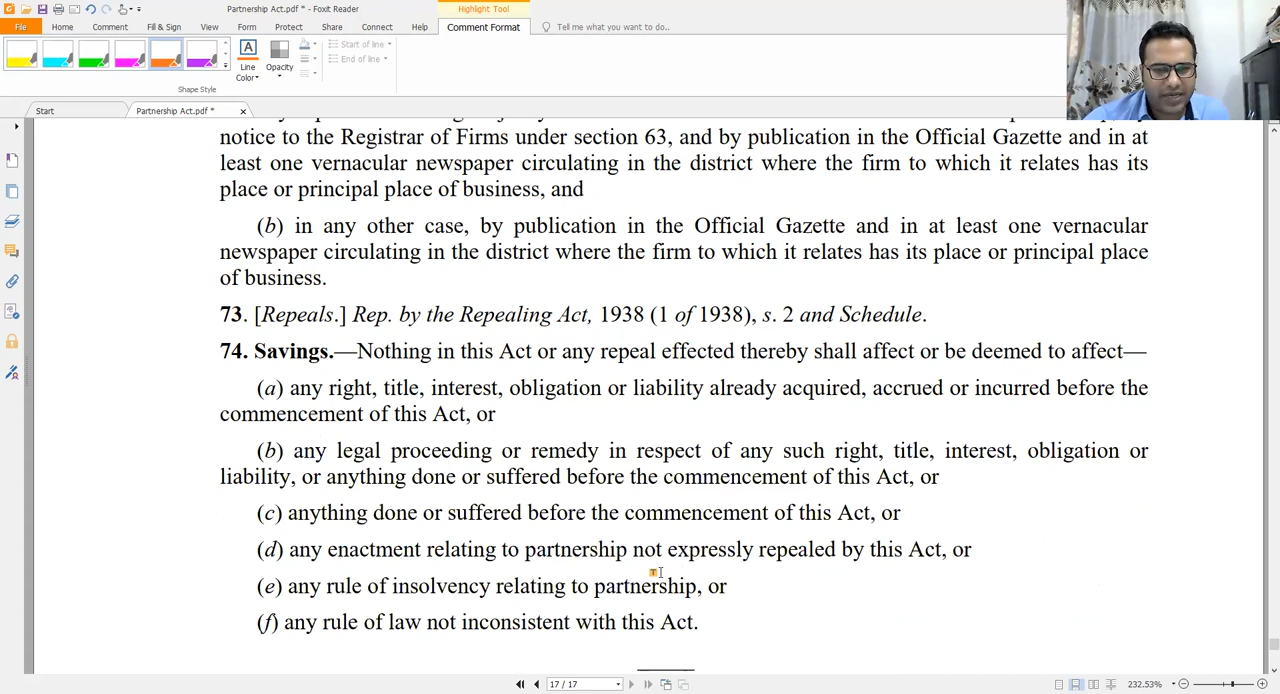 Partnership Act.pdf * - Foxit Reader
Highlight Tool
File Home Comment Fill & Sign View Form Protect Share Connect Help Comment Format Tell me what you want to do..
Line Color
Opacity
Start of line
End of line
Shape Style
Start
Partnership Act.pdf *
notice to the Registrar of Firms under section 63, and by publication in the Official Gazette and in at
least one vernacular newspaper circulating in the district where the firm to which it relates has its
place or principal place of business, and
(b) in any other case, by publication in the Official Gazette and in at least one vernacular
newspaper circulating in the district where the firm to which it relates has its place or principal place
of business.
73. [Repeals.] Rep. by the Repealing Act, 1938 (1 of 1938), s. 2 and Schedule.
74. Savings.—Nothing in this Act or any repeal effected thereby shall affect or be deemed to affect—
(a) any right, title, interest, obligation or liability already acquired, accrued or incurred before the
commencement of this Act, or
(b) any legal proceeding or remedy in respect of any such right, title, interest, obligation or
liability, or anything done or suffered before the commencement of this Act, or
(c) anything done or suffered before the commencement of this Act, or
(d) any enactment relating to partnership not expressly repealed by this Act, or
(e) any rule of insolvency relating to partnership, or
(f) any rule of law not inconsistent with this Act.
17 / 17
232.53%